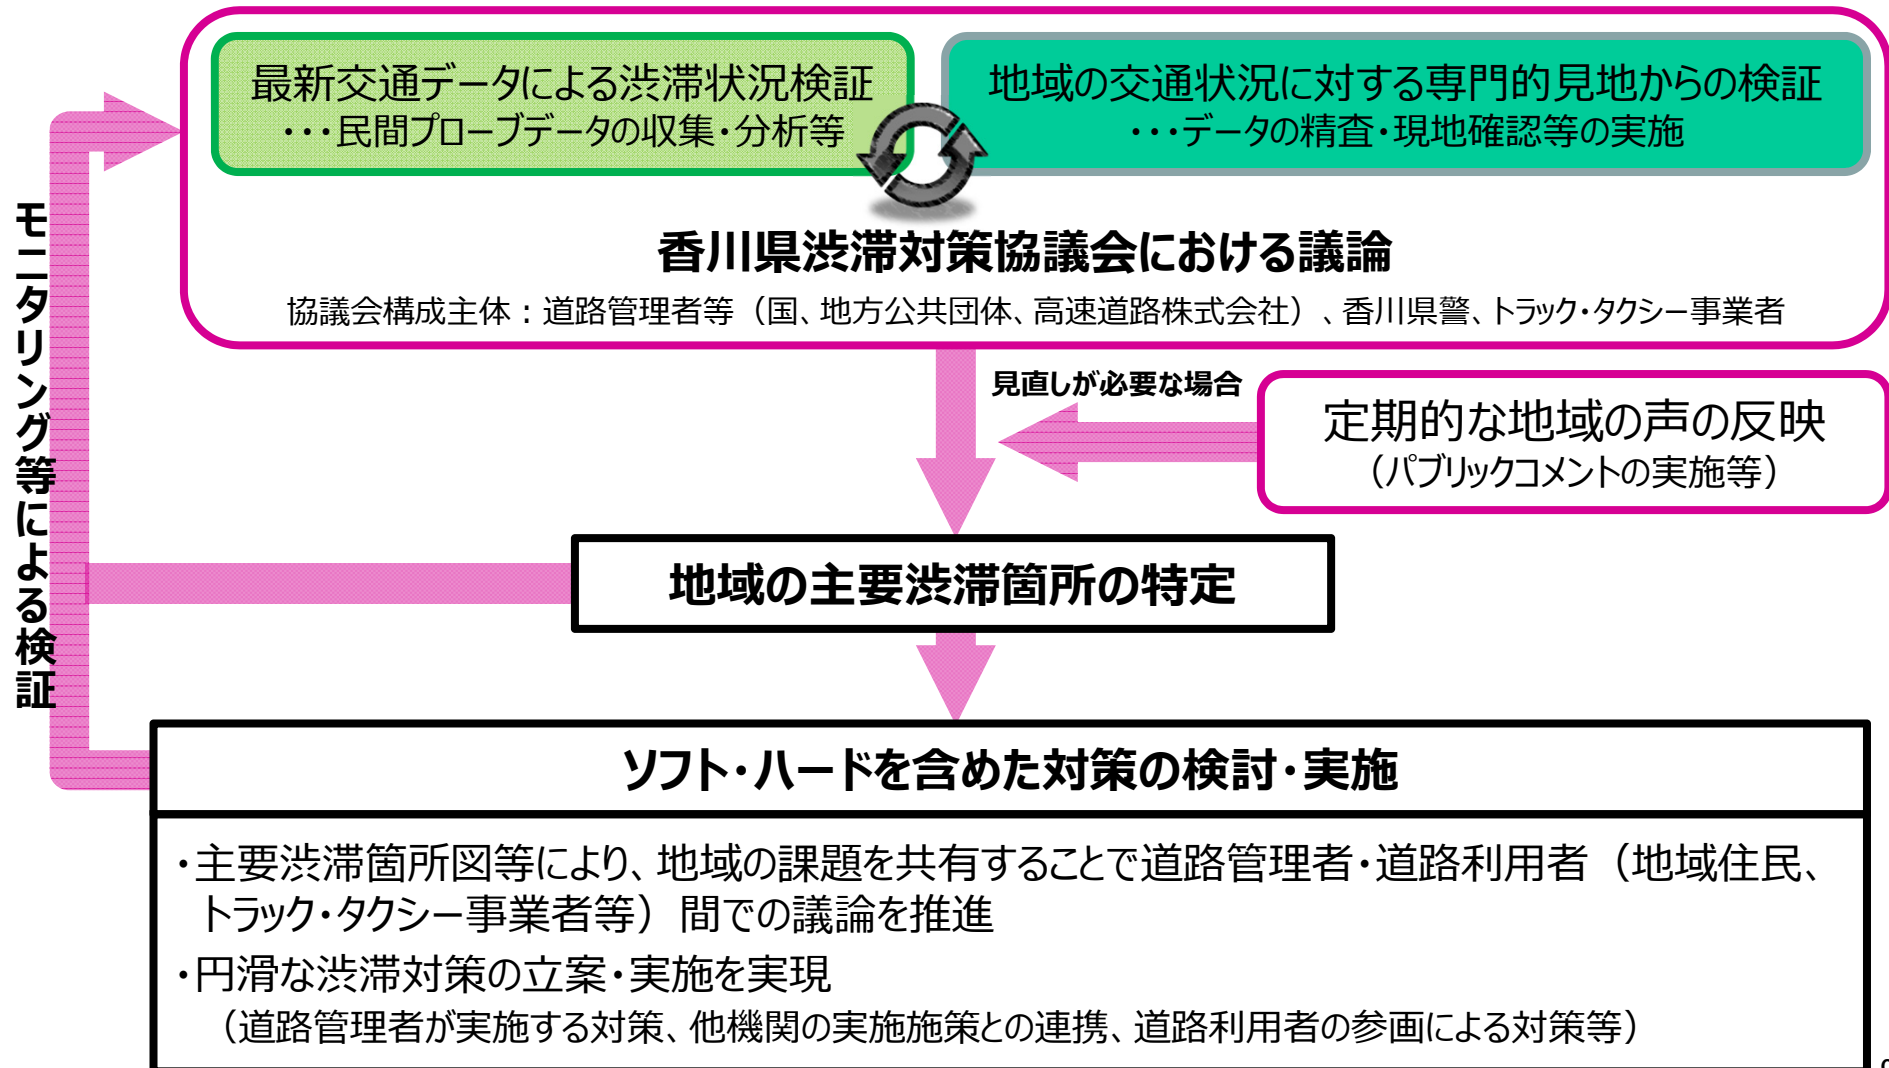 最新交通データによる渋滞状況検証
・・・民間プローブデータの収集・分析等
地域の交通状況に対する専門的見地からの検証
・・・データの精査・現地確認等の実施
香川県渋滞対策協議会における議論
協議会構成主体：道路管理者等（国、地方公共団体、高速道路株式会社）、香川県警、トラック・タクシー事業者
モニタリング等による検証
見直しが必要な場合
定期的な地域の声の反映
（パブリックコメントの実施等）
地域の主要渋滞箇所の特定
ソフト・ハードを含めた対策の検討・実施
・主要渋滞箇所図等により、地域の課題を共有することで道路管理者・道路利用者（地域住民、
トラック・タクシー事業者等）間での議論を推進
・円滑な渋滞対策の立案・実施を実現
（道路管理者が実施する対策、他機関の実施施策との連携、道路利用者の参画による対策等）